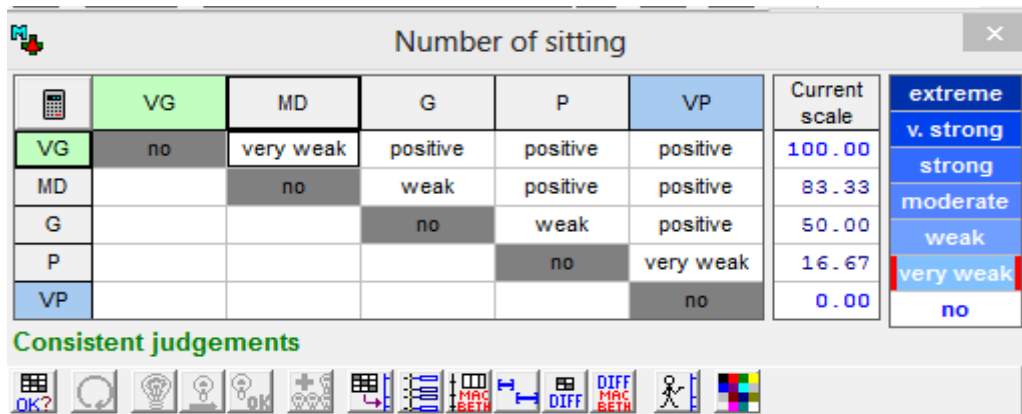 Number of sitting
VG MD G P VP Current scale
VG no very weak positive positive positive 100.00
MD no weak positive positive 83.33
G no weak positive 50.00
P no very weak 16.67
VP no 0.00
extreme
v. strong
strong
moderate
weak
very weak
no
Consistent judgements
OK? OK MAC BETH DIFF DIFF MAC BETH